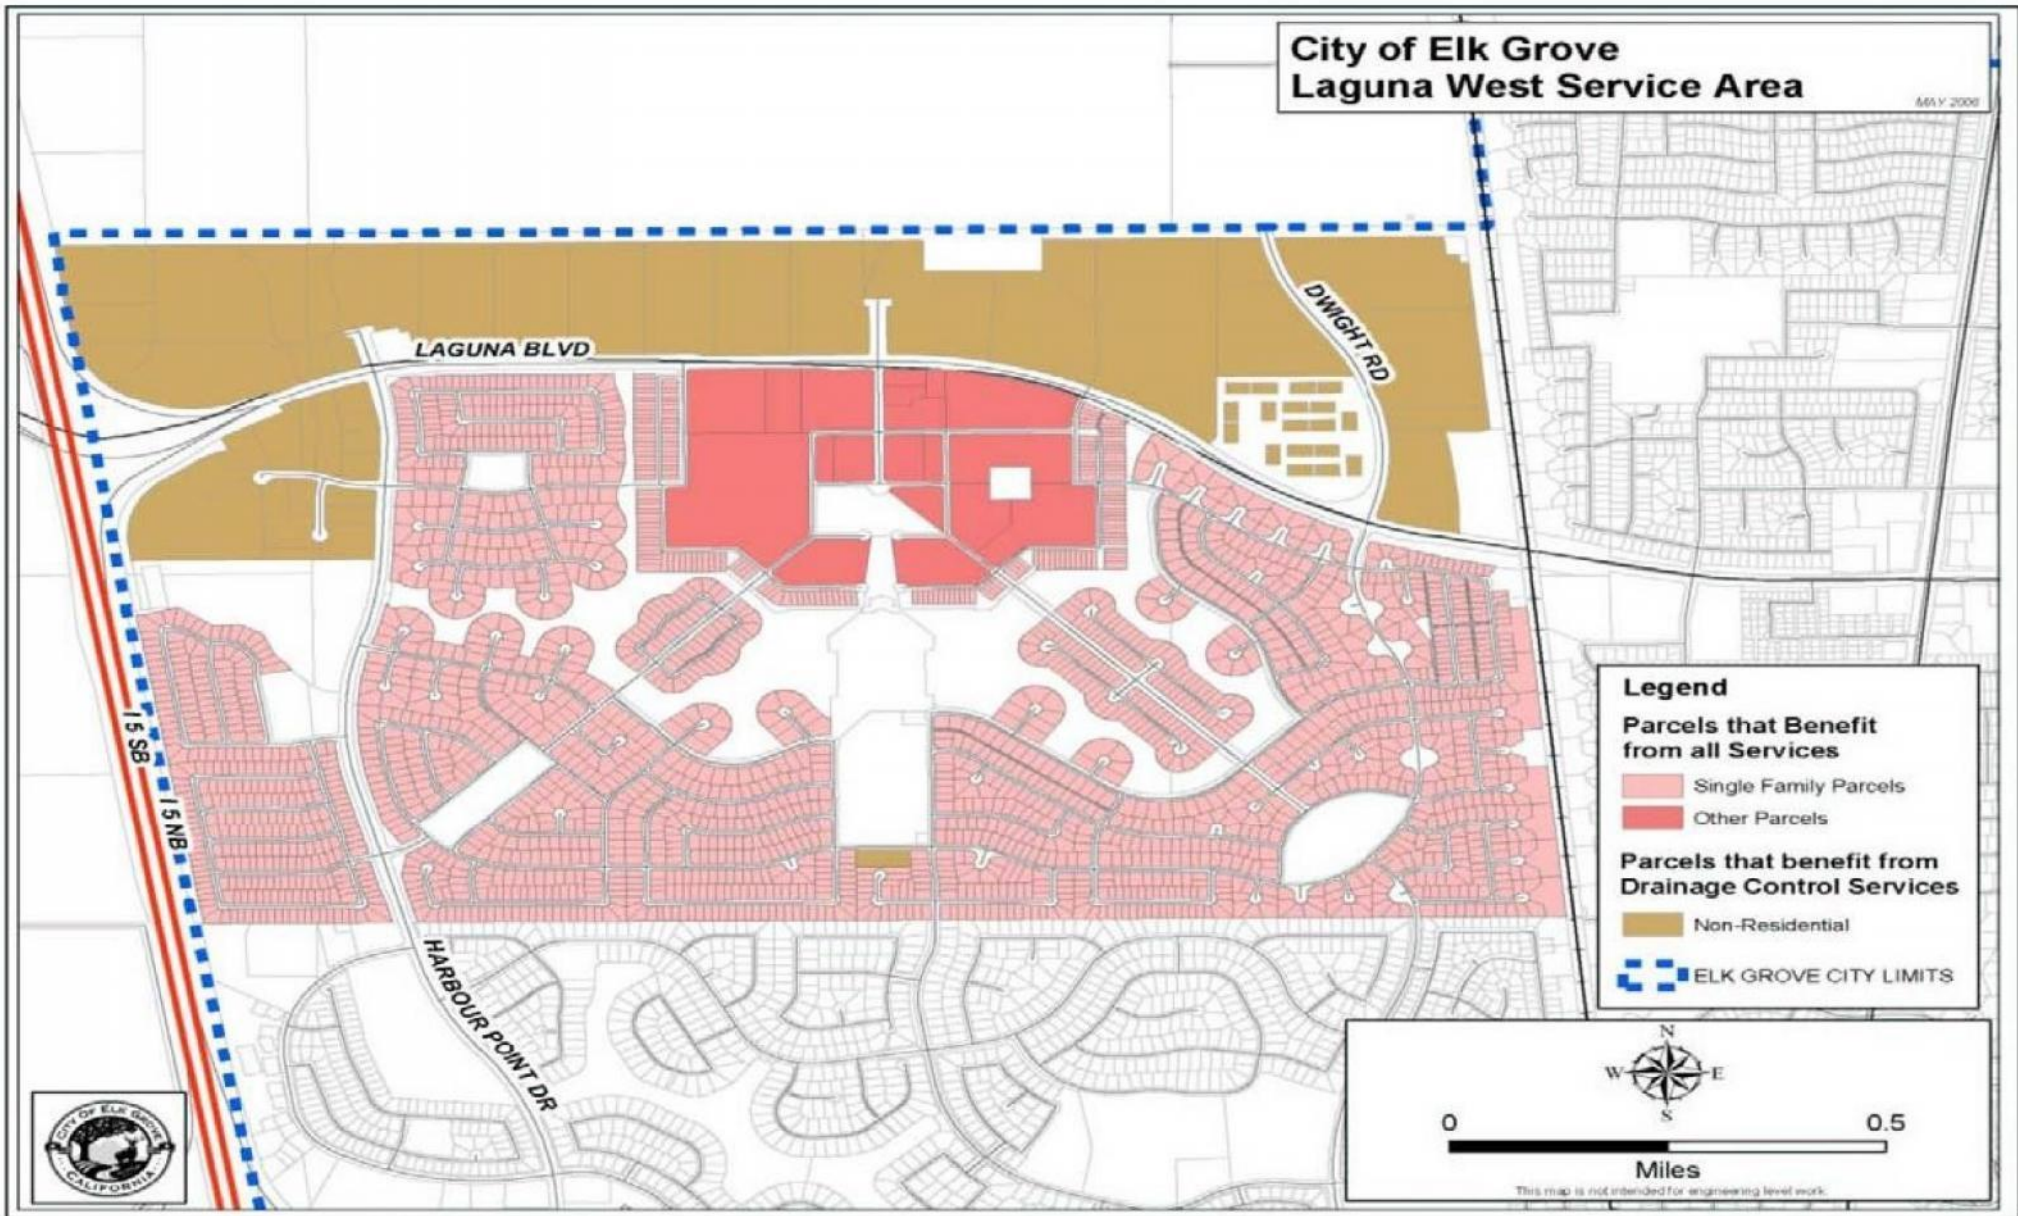 City of Elk Grove
Laguna West Service Area
MAY 2006
LAGUNA BLVD
DWIGHT RD
I 5 SB
I 5 NB
HARBOUR POINT DR
Legend
Parcels that Benefit
from all Services
Single Family Parcels
Other Parcels
Parcels that benefit from
Drainage Control Services
Non-Residential
ELK GROVE CITY LIMITS
N
W E
S
0 0.5
Miles
This map is not intended for engineering level work.
CITY OF ELK GROVE
CALIFORNIA